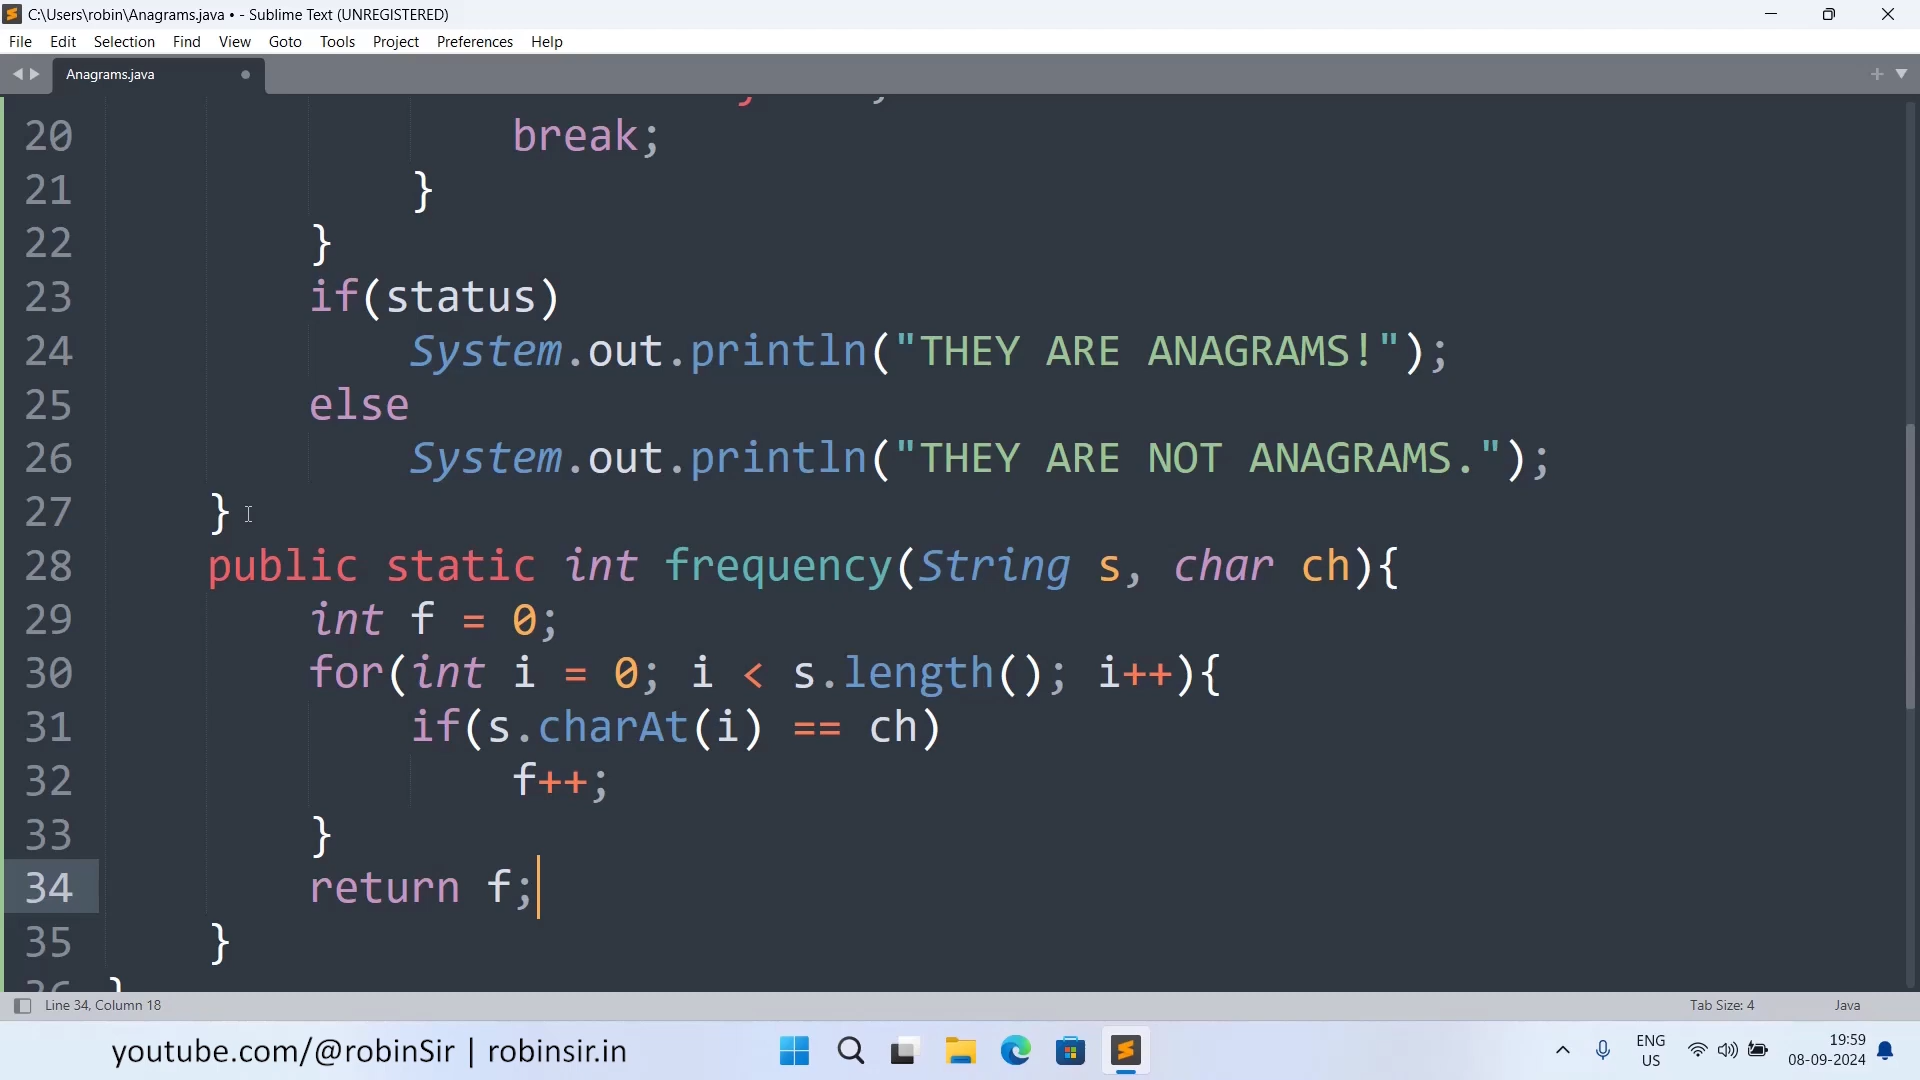 C:\Users\robin\Anagrams.java • - Sublime Text (UNREGISTERED)
File Edit Selection Find View Goto Tools Project Preferences Help
Anagrams.java
20 break;
21 }
22 }
23 if(status)
24 System.out.println("THEY ARE ANAGRAMS!");
25 else
26 System.out.println("THEY ARE NOT ANAGRAMS.");
27 }
28 public static int frequency(String s, char ch){
29 int f = 0;
30 for(int i = 0; i < s.length(); i++){
31 if(s.charAt(i) == ch)
32 f++;
33 }
34 return f;
35 }
36 }
Line 34, Column 18 Tab Size: 4 Java
youtube.com/@robinSir | robinsir.in
ENG
US
19:59
08-09-2024